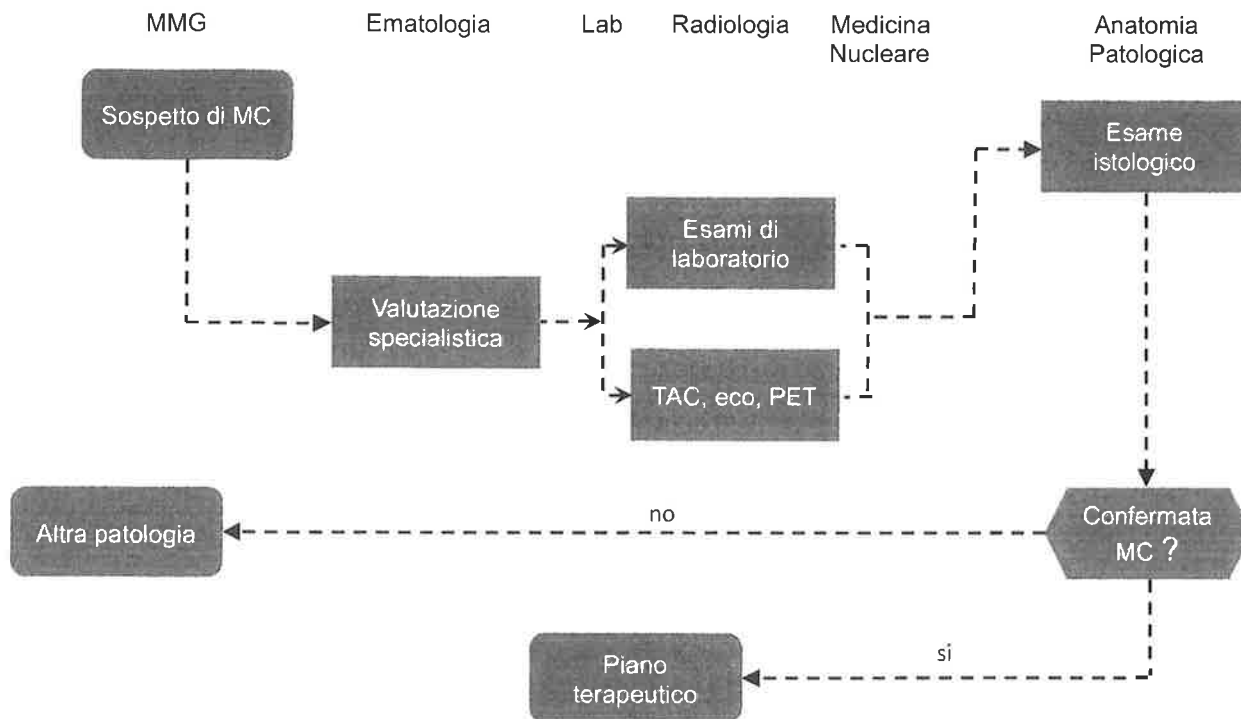 MMG
Ematologia
Lab
Radiologia
Medicina
Nucleare
Anatomia
Patologica
Sospetto di MC
Esame
istologico
Esami di
laboratorio
Valutazione
specialistica
TAC, eco, PET
Altra patologia
no
Confermata
MC ?
si
Piano
terapeutico